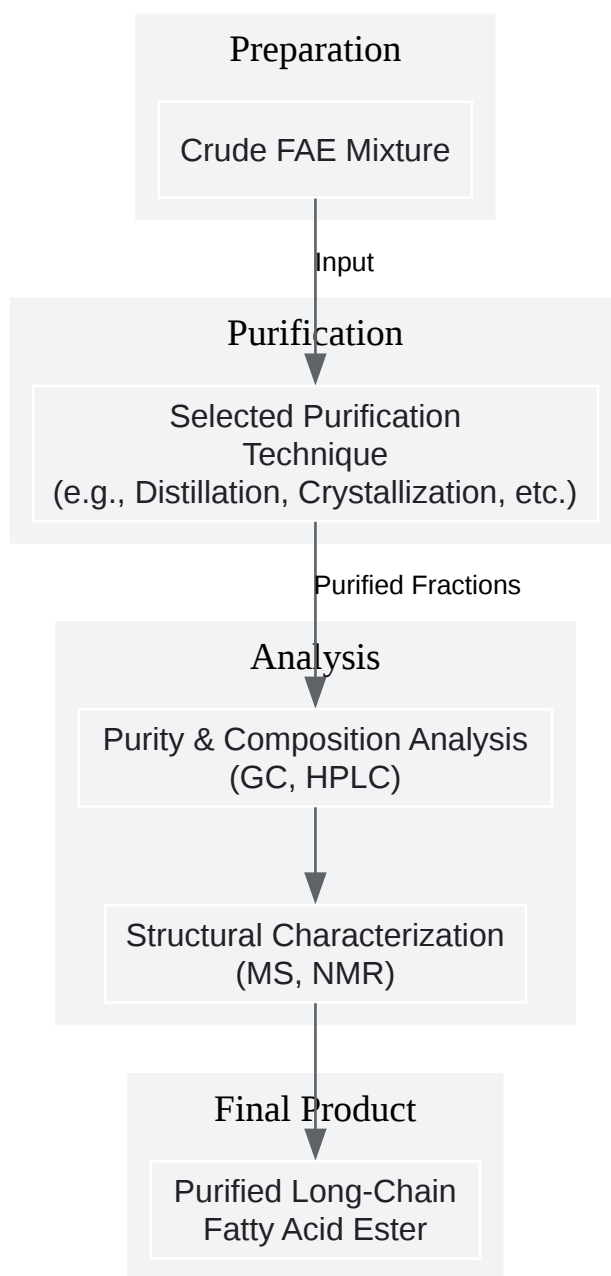 Preparation
Crude FAE Mixture
Input
Purification
Selected Purification
Technique
(e.g., Distillation, Crystallization, etc.)
Purified Fractions
Analysis
Purity & Composition Analysis
(GC, HPLC)
Structural Characterization
(MS, NMR)
Final Product
Purified Long-Chain
Fatty Acid Ester